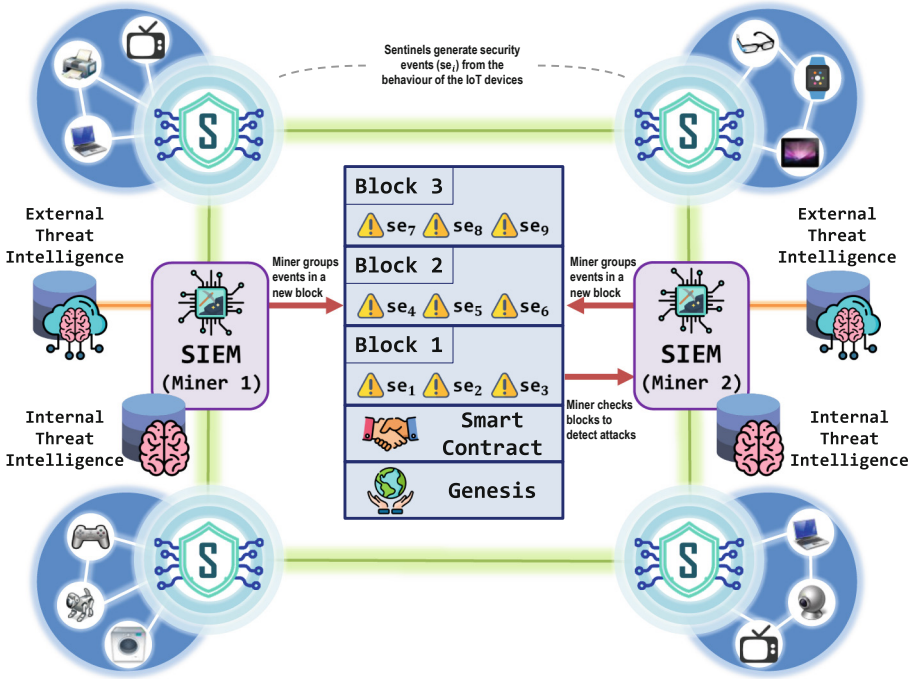 Sentinels generate security
events (seᵢ) from the
behaviour of the IoT devices
S
S
External
Threat
Intelligence
Miner groups
events in a
new block
SIEM
(Miner 1)
Internal
Threat
Intelligence
Block 3
se₇ se₈ se₉
Block 2
se₄ se₅ se₆
Block 1
se₁ se₂ se₃
Smart
Contract
Genesis
Miner groups
events in a
new block
Miner checks
blocks to
detect attacks
SIEM
(Miner 2)
External
Threat
Intelligence
Internal
Threat
Intelligence
S
S